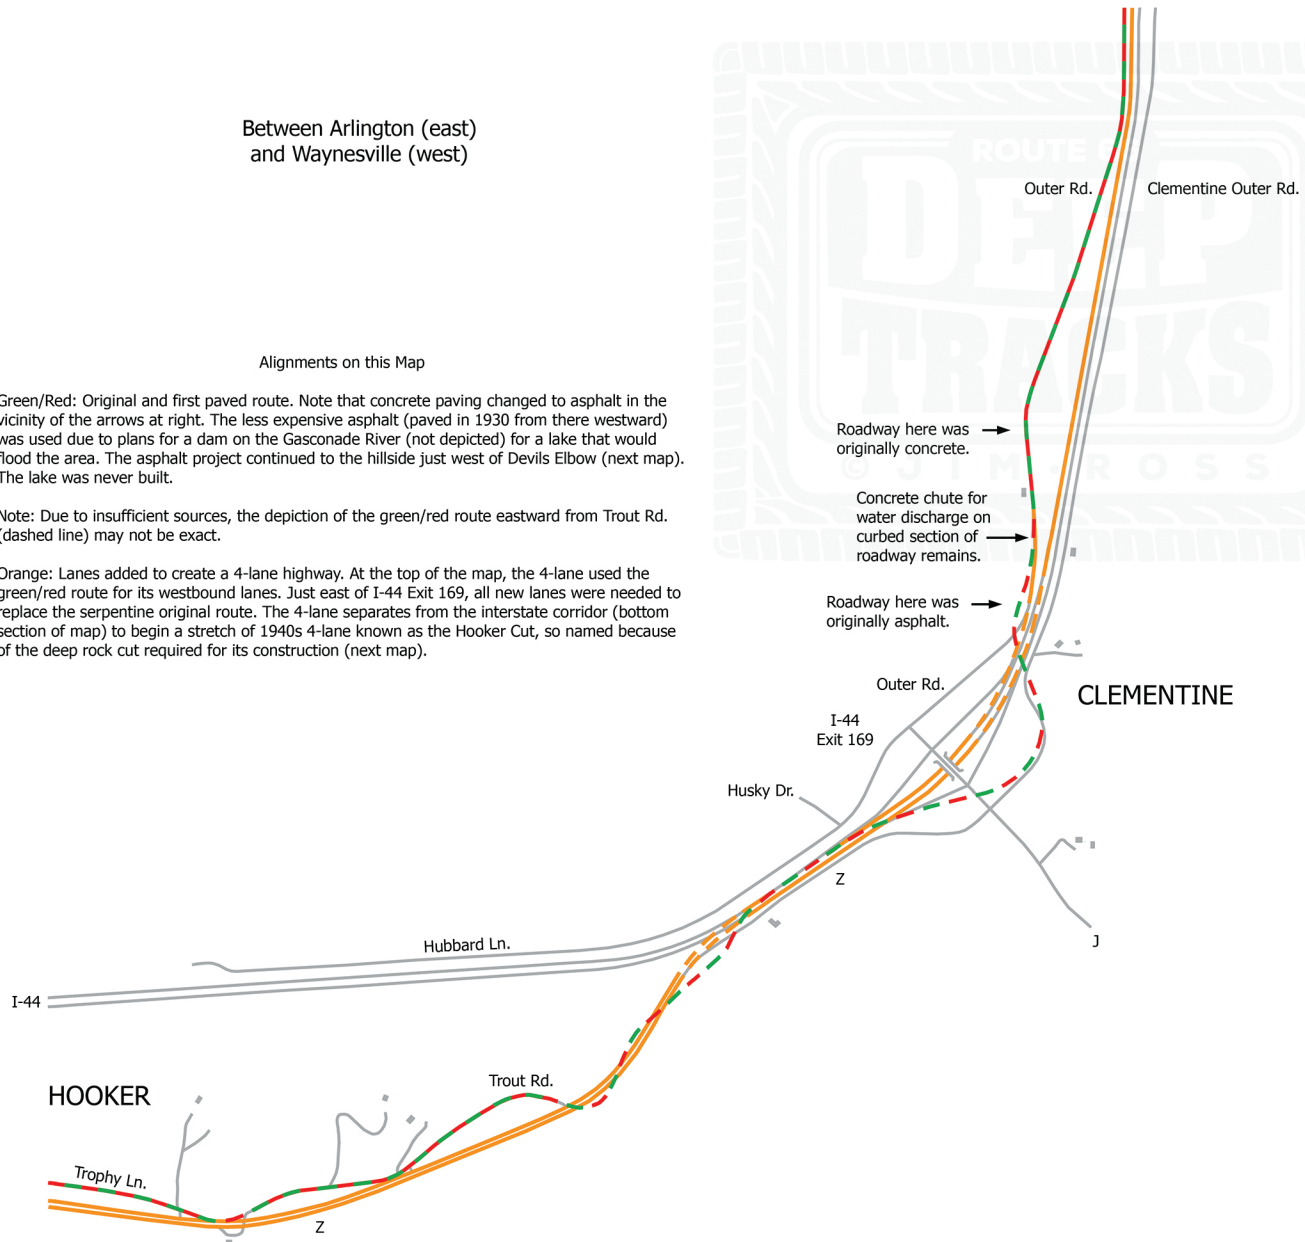 Between Arlington (east)
and Waynesville (west)
ROUTE 6
DEEP
TRACKS
© JIM ROSS
Outer Rd.
Clementine Outer Rd.
Alignments on this Map
Green/Red: Original and first paved route. Note that concrete paving changed to asphalt in the
vicinity of the arrows at right. The less expensive asphalt (paved in 1930 from there westward)
was used due to plans for a dam on the Gasconade River (not depicted) for a lake that would
flood the area. The asphalt project continued to the hillside just west of Devils Elbow (next map).
The lake was never built.
Note: Due to insufficient sources, the depiction of the green/red route eastward from Trout Rd.
(dashed line) may not be exact.
Orange: Lanes added to create a 4-lane highway. At the top of the map, the 4-lane used the
green/red route for its westbound lanes. Just east of I-44 Exit 169, all new lanes were needed to
replace the serpentine original route. The 4-lane separates from the interstate corridor (bottom
section of map) to begin a stretch of 1940s 4-lane known as the Hooker Cut, so named because
of the deep rock cut required for its construction (next map).
Roadway here was
originally concrete.
Concrete chute for
water discharge on
curbed section of
roadway remains.
Roadway here was
originally asphalt.
Outer Rd.
CLEMENTINE
I-44
Exit 169
Husky Dr.
Z
J
Hubbard Ln.
I-44
HOOKER
Trout Rd.
Trophy Ln.
Z